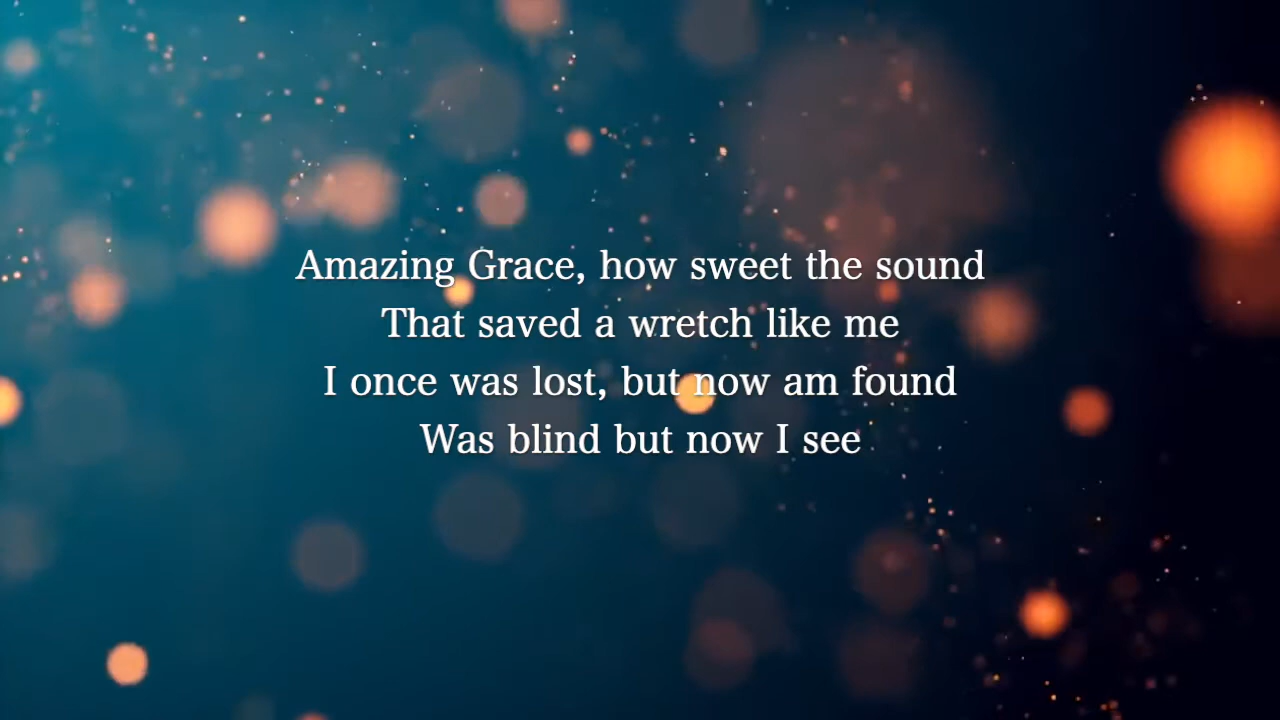 Amazing Grace, how sweet the sound
That saved a wretch like me
I once was lost, but now am found
Was blind but now I see